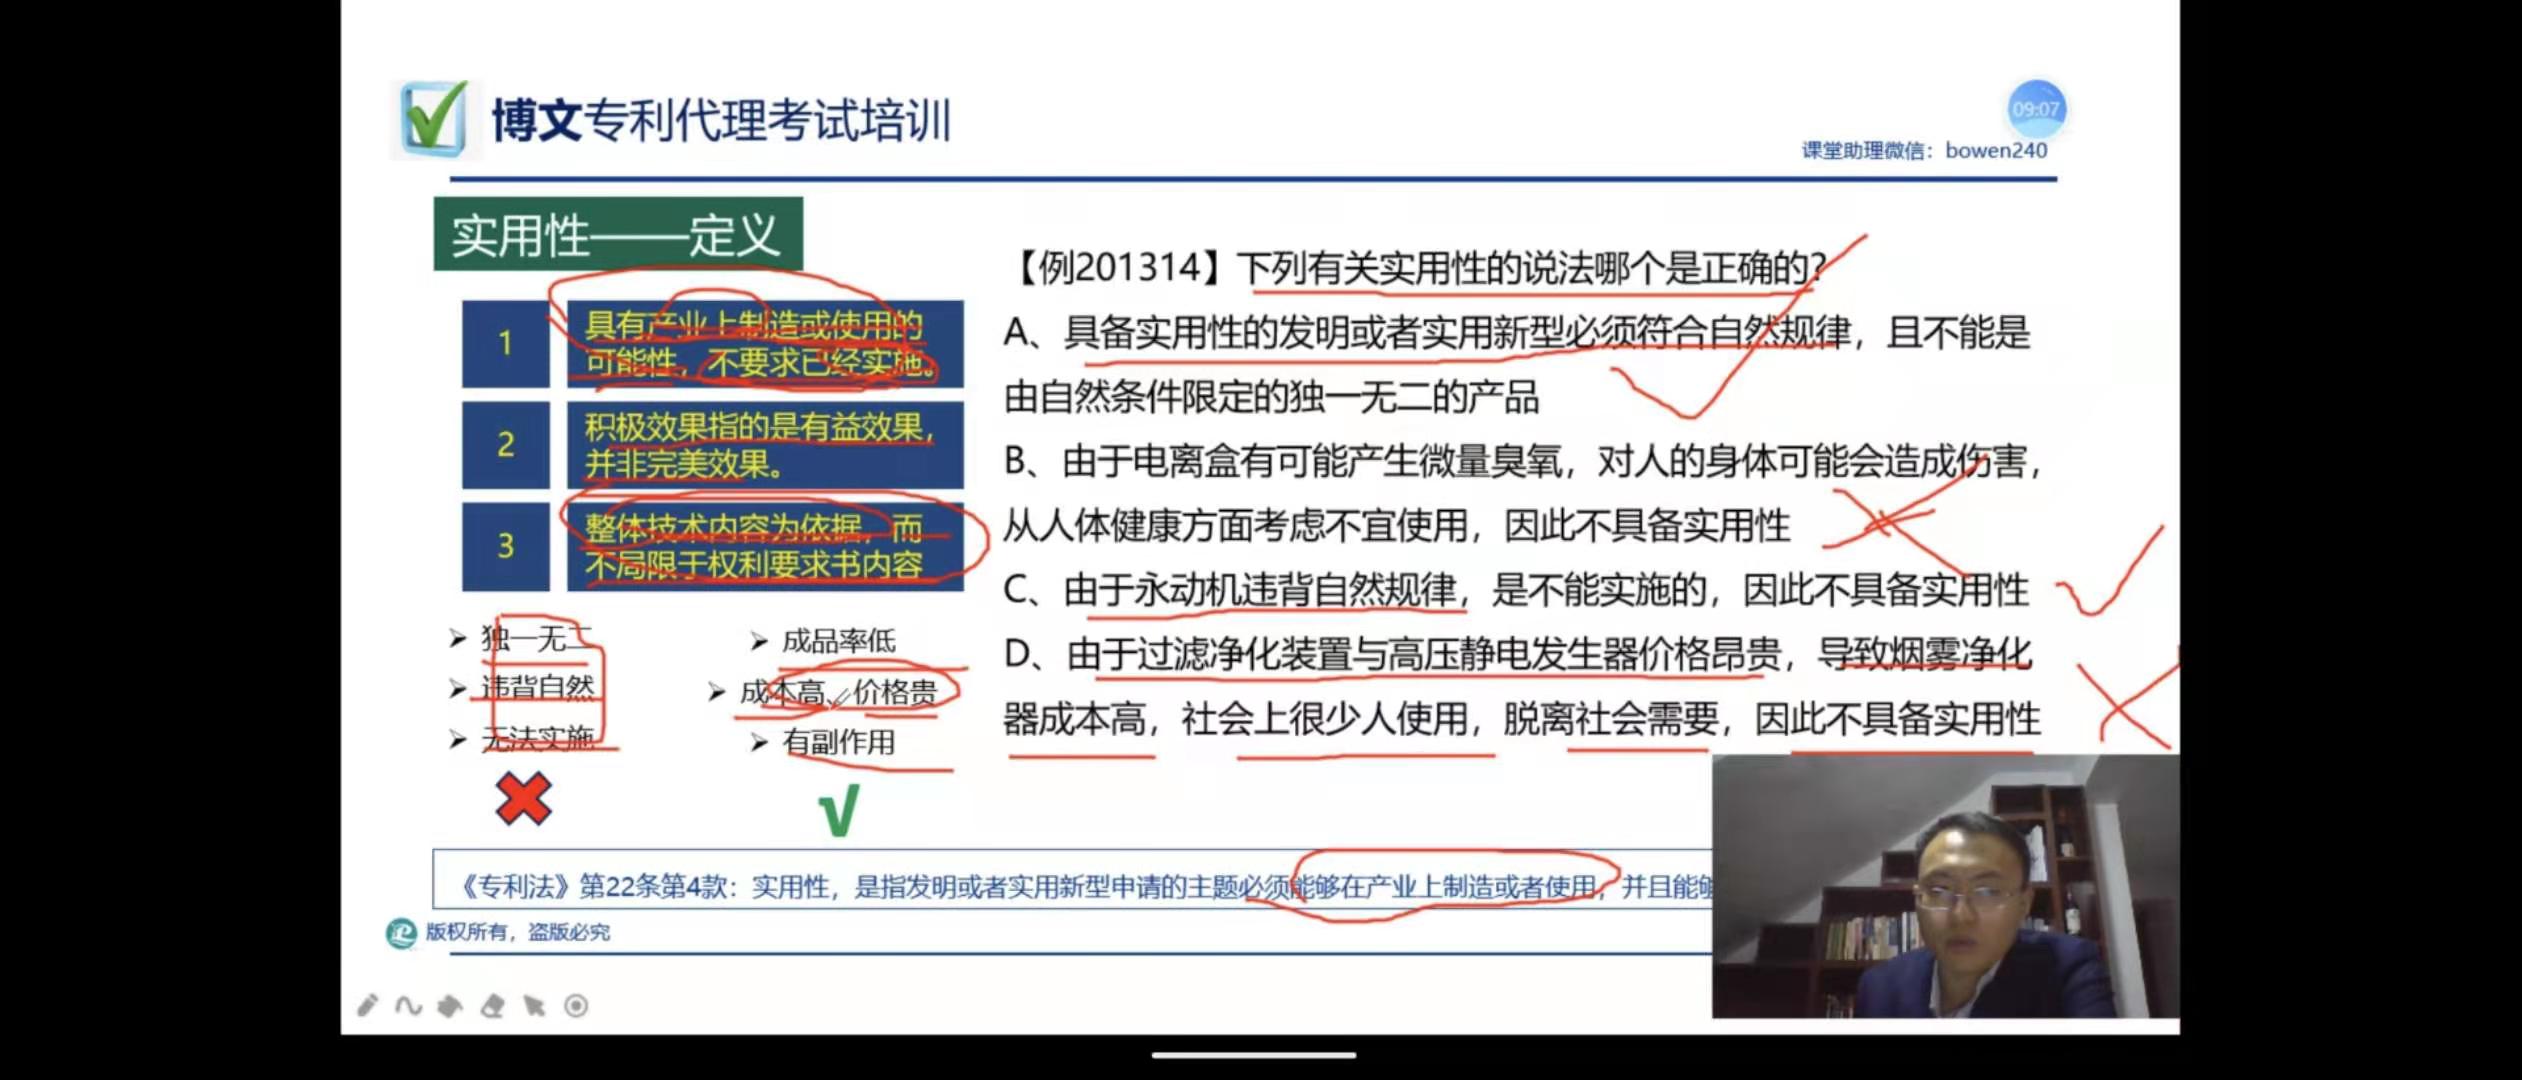 博文专利代理考试培训
09:07
课堂助理微信：bowen240
实用性——定义
1
具有产业上制造或使用的
可能性，不要求已经实施。
2
积极效果指的是有益效果，
并非完美效果。
3
整体技术内容为依据，而
不局限于权利要求书内容
➢ 独一无二
➢ 违背自然
➢ 无法实施
➢ 成品率低
➢ 成本高、价格贵
➢ 有副作用
【例201314】下列有关实用性的说法哪个是正确的?
A、具备实用性的发明或者实用新型必须符合自然规律，且不能是
由自然条件限定的独一无二的产品
B、由于电离盒有可能产生微量臭氧，对人的身体可能会造成伤害，
从人体健康方面考虑不宜使用，因此不具备实用性
C、由于永动机违背自然规律，是不能实施的，因此不具备实用性
D、由于过滤净化装置与高压静电发生器价格昂贵，导致烟雾净化
器成本高，社会上很少人使用，脱离社会需要，因此不具备实用性
《专利法》第22条第4款：实用性，是指发明或者实用新型申请的主题必须能够在产业上制造或者使用，并且能够
版权所有，盗版必究